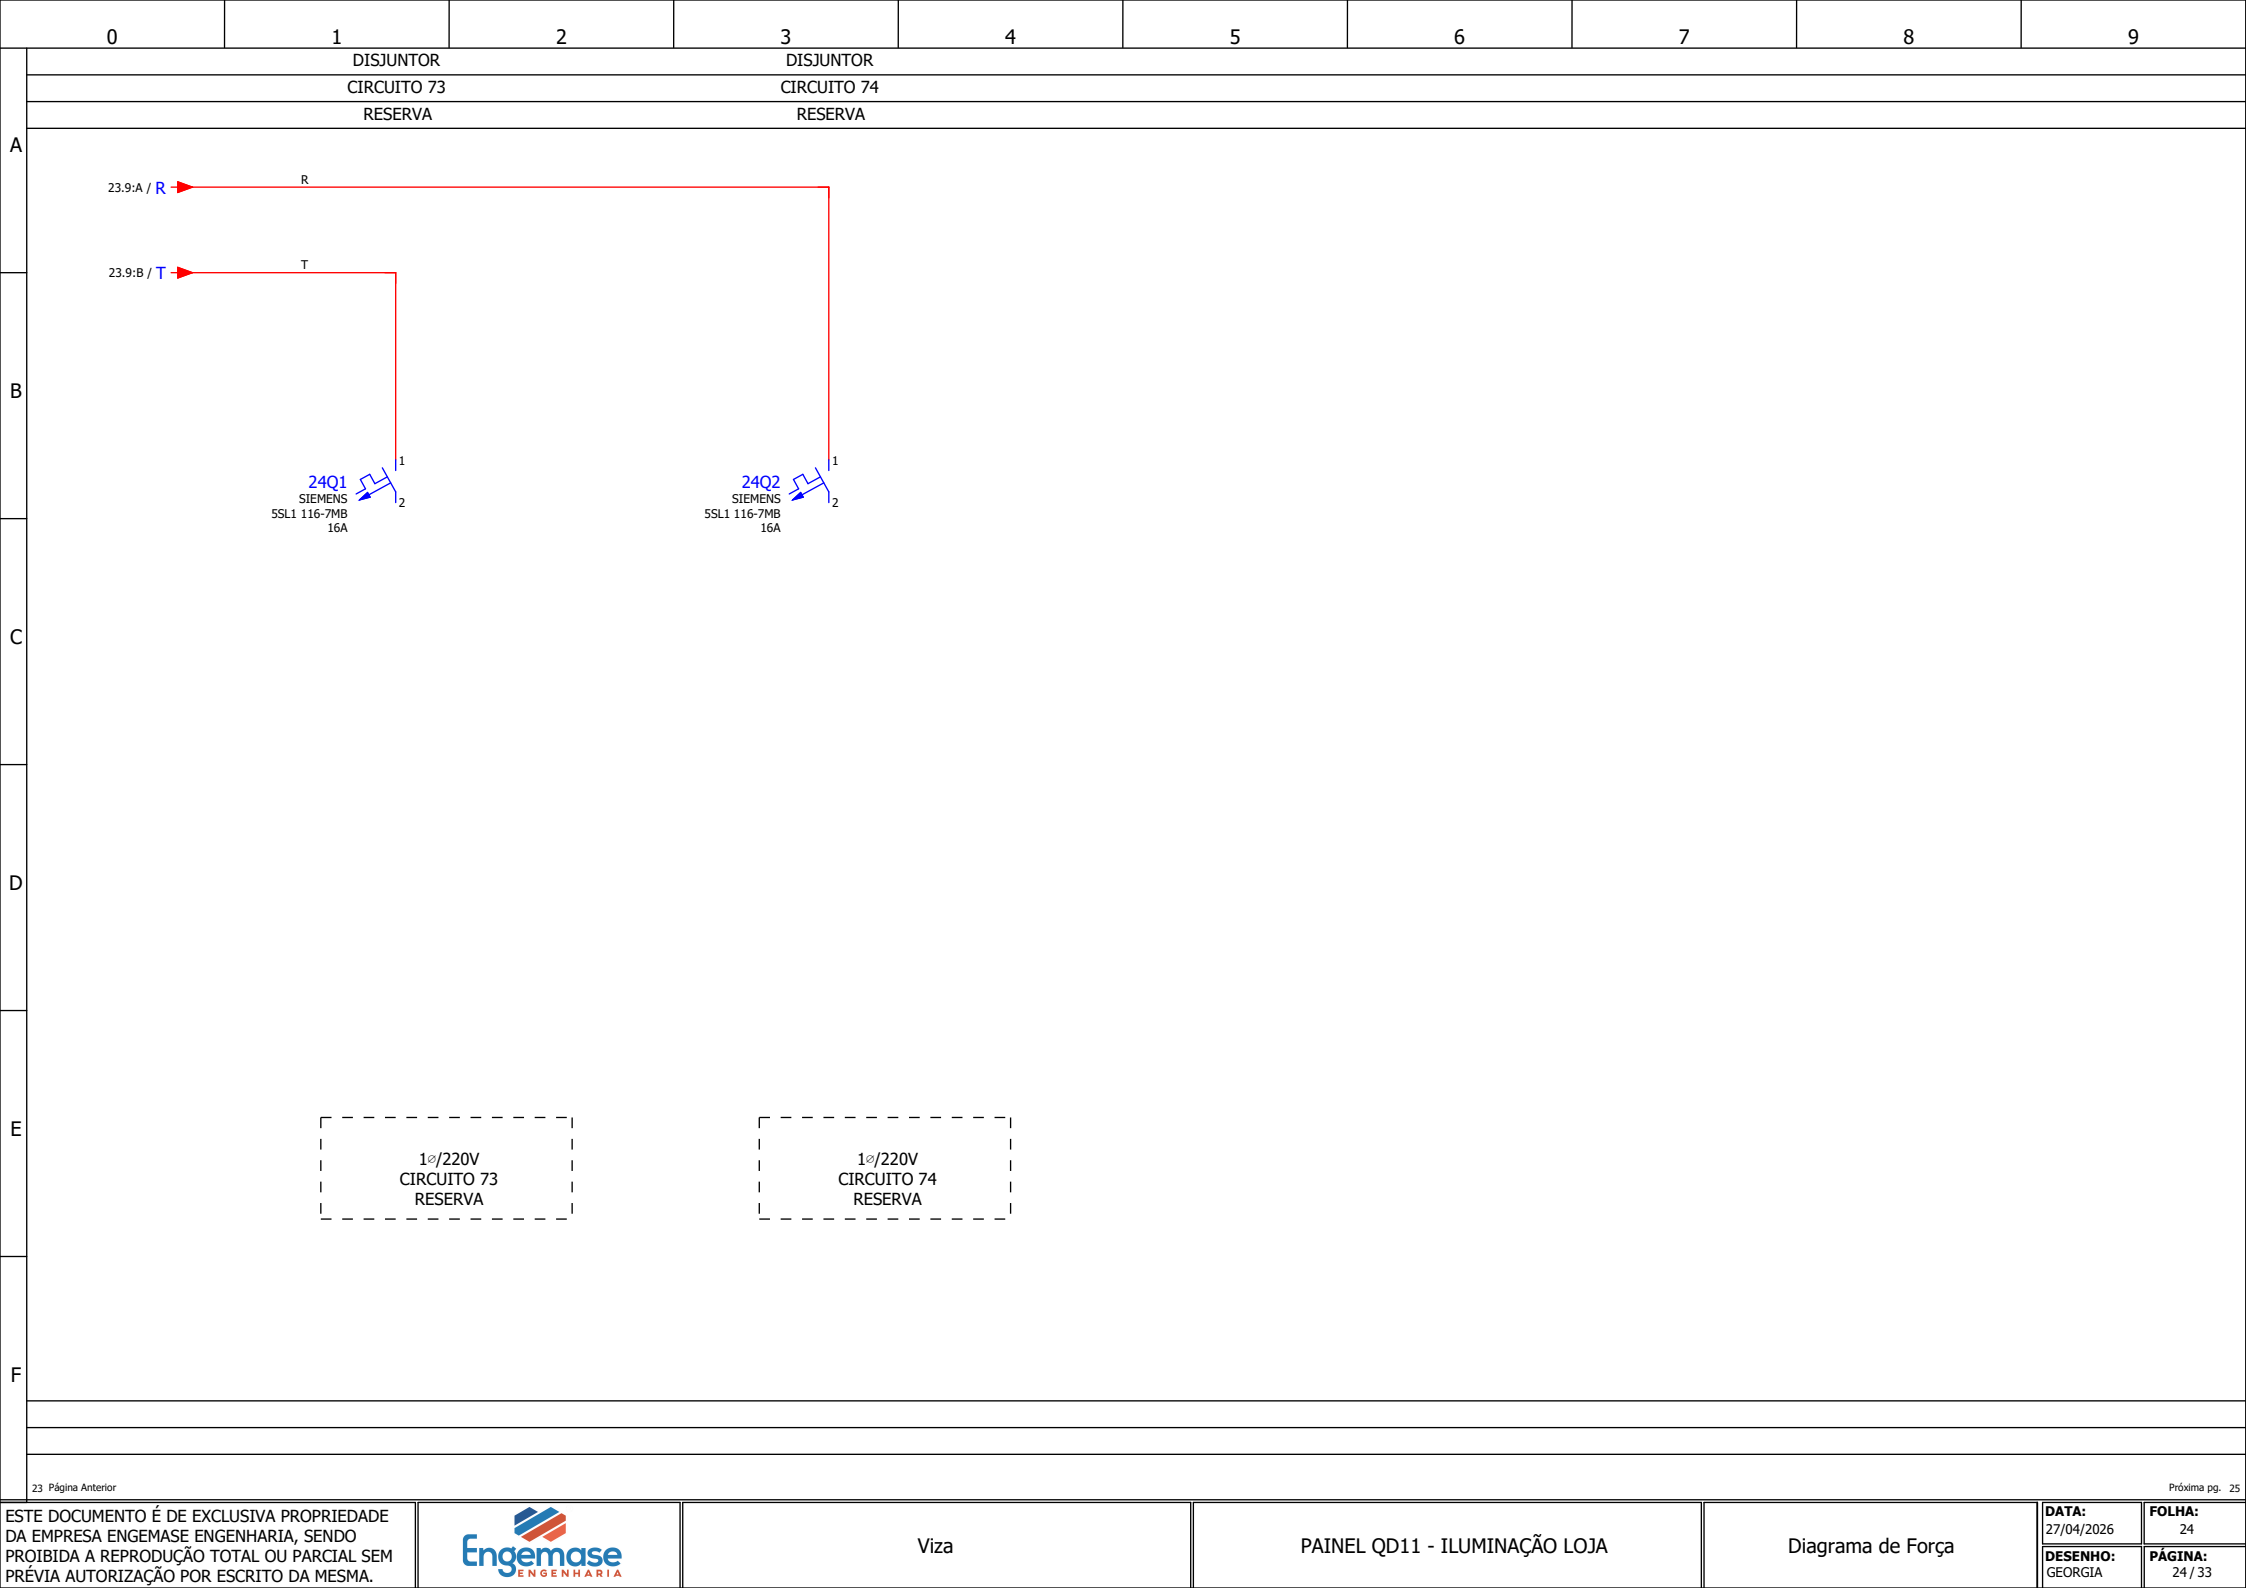 0 1 2 3 4 5 6 7 8 9
DISJUNTOR DISJUNTOR
CIRCUITO 73 CIRCUITO 74
RESERVA RESERVA
A
23.9:A / R R
23.9:B / T T
B
1 1
24Q1 24Q2
SIEMENS SIEMENS
2 2
5SL1 116-7MB 5SL1 116-7MB
16A 16A
C
D
E
1⌀/220V 1⌀/220V
CIRCUITO 73 CIRCUITO 74
RESERVA RESERVA
F
23 Página Anterior Próxima pg. 25
ESTE DOCUMENTO É DE EXCLUSIVA PROPRIEDADE
DA EMPRESA ENGEMASE ENGENHARIA, SENDO
PROIBIDA A REPRODUÇÃO TOTAL OU PARCIAL SEM
PRÉVIA AUTORIZAÇÃO POR ESCRITO DA MESMA.
Engemase
ENGENHARIA
Viza
PAINEL QD11 - ILUMINAÇÃO LOJA
Diagrama de Força
DATA:
27/04/2026
FOLHA:
24
DESENHO:
GEORGIA
PÁGINA:
24 / 33